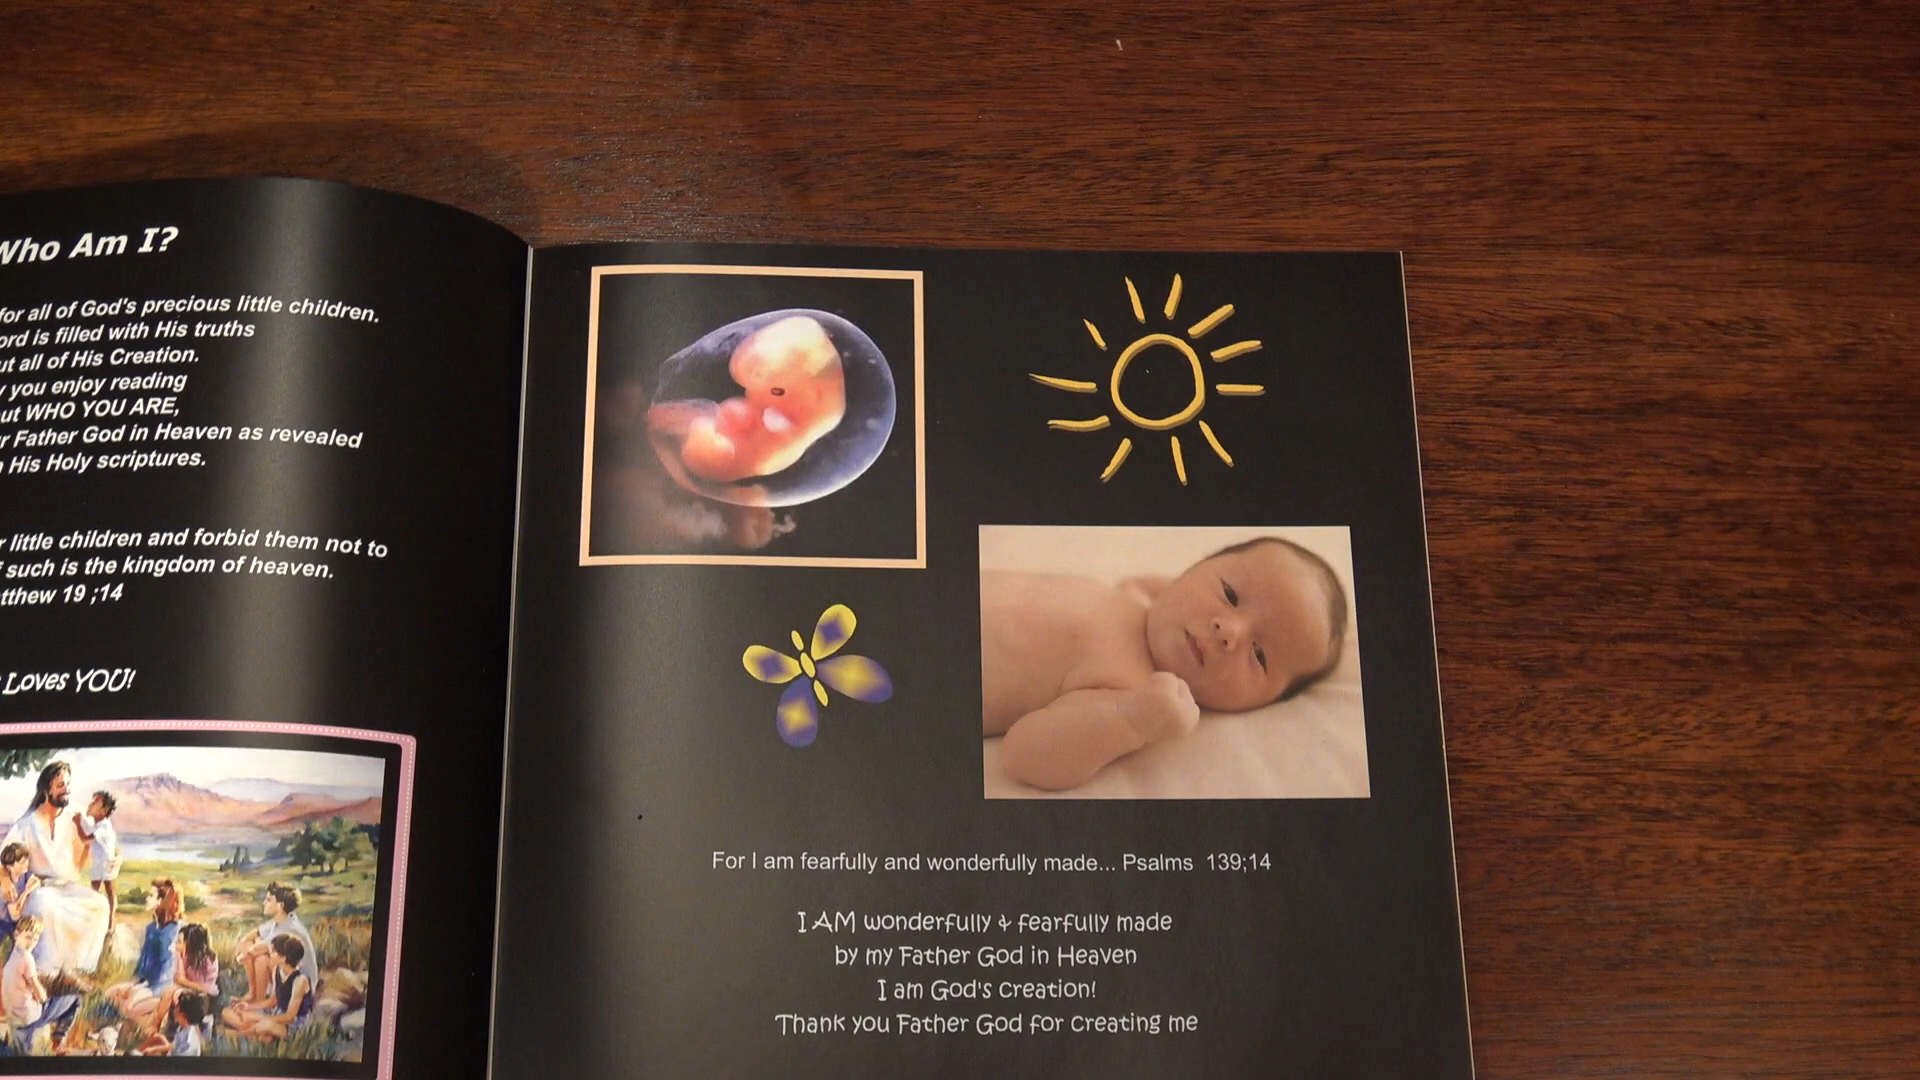 Who Am I?
for all of God's precious little children.
ord is filled with His truths
ut all of His Creation.
y you enjoy reading
out WHO YOU ARE,
r Father God in Heaven as revealed
His Holy scriptures.
r little children and forbid them not to
such is the kingdom of heaven.
tthew 19 ;14
Loves YOU!
For I am fearfully and wonderfully made... Psalms 139;14
I AM wonderfully & fearfully made
by my Father God in Heaven
I am God's creation!
Thank you Father God for creating me